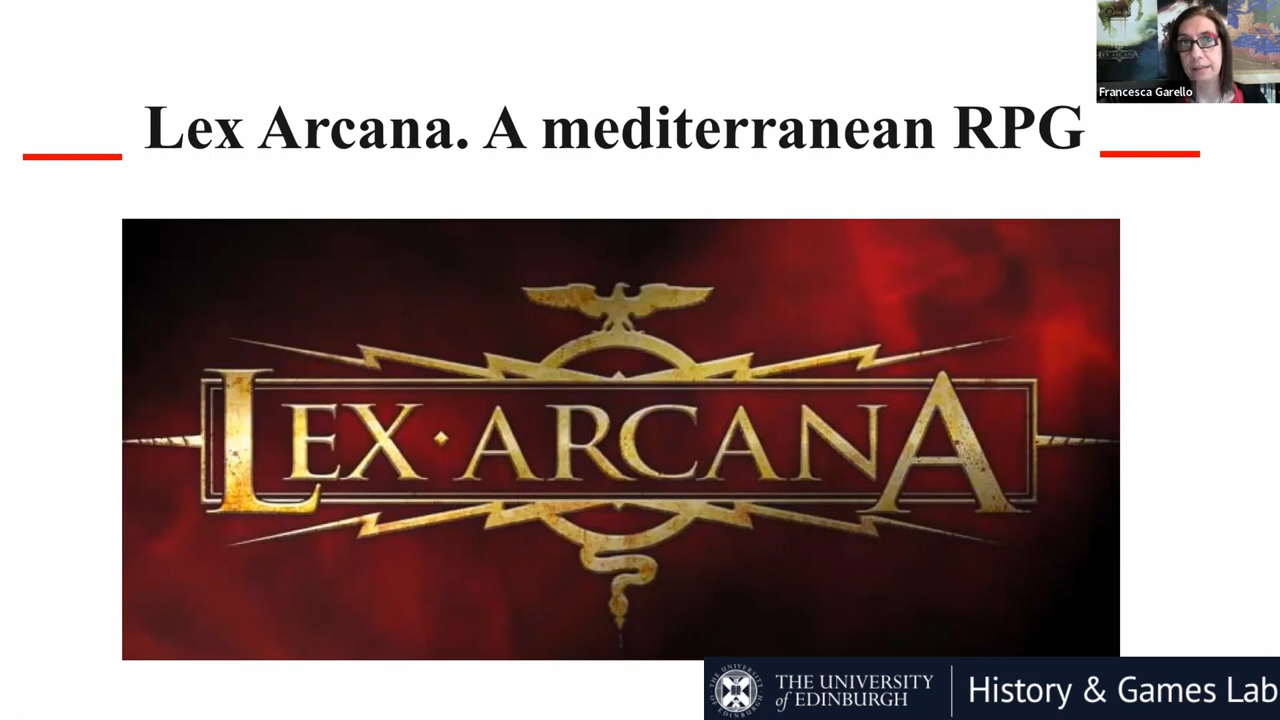 Francesca Garello
Lex Arcana. A mediterranean RPG
LEX·ARCANA
THE UNIVERSITY
of EDINBURGH
History & Games Lab